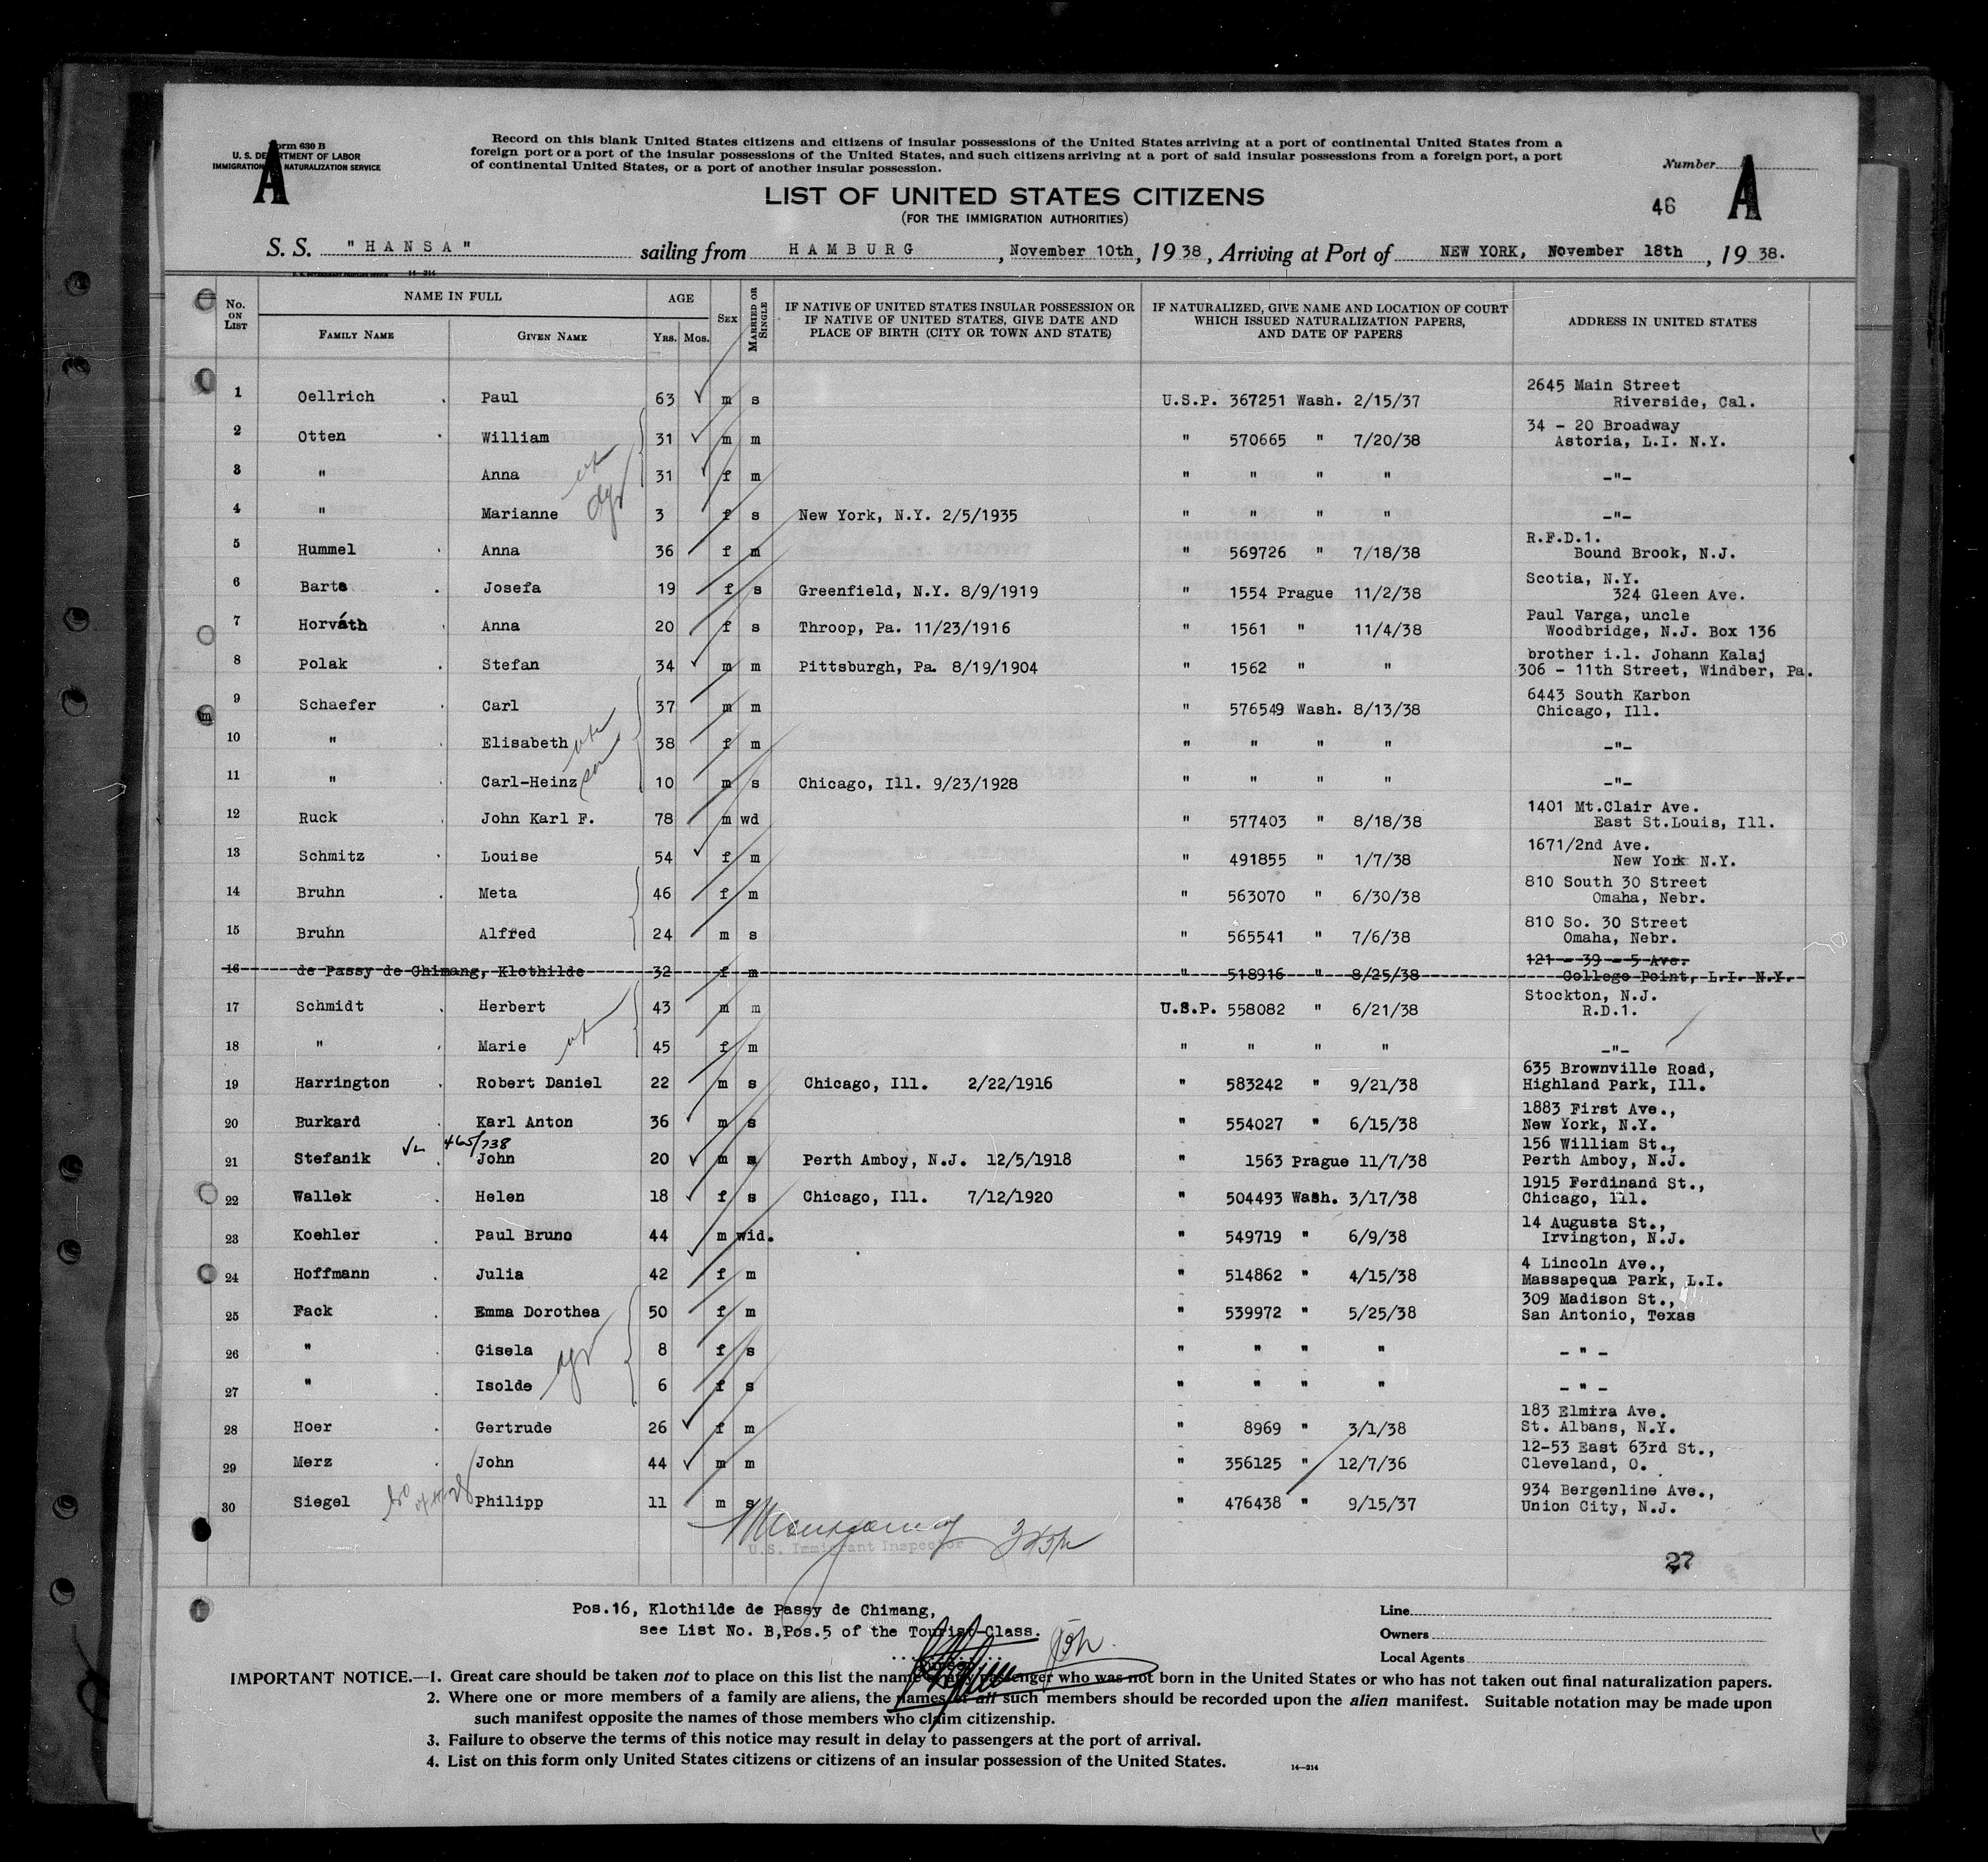 Form 630 B
U. S. DEPARTMENT OF LABOR
IMMIGRATION NATURALIZATION SERVICE
A
Record on this blank United States citizens and citizens of insular possessions of the United States arriving at a port of continental United States from a
foreign port or a port of the insular possessions of the United States, and such citizens arriving at a port of said insular possessions from a foreign port, a port
of continental United States, or a port of another insular possession.
Number
46 A
LIST OF UNITED STATES CITIZENS
(FOR THE IMMIGRATION AUTHORITIES)
S. S. "HANSA" sailing from HAMBURG, November 10th, 1938, Arriving at Port of NEW YORK, November 18th, 1938.
14-214
No. ON LIST NAME IN FULL AGE SEX MARRIED OR SINGLE IF NATIVE OF UNITED STATES INSULAR POSSESSION OR IF NATIVE OF UNITED STATES, GIVE DATE AND PLACE OF BIRTH (CITY OR TOWN AND STATE) IF NATURALIZED, GIVE NAME AND LOCATION OF COURT WHICH ISSUED NATURALIZATION PAPERS, AND DATE OF PAPERS ADDRESS IN UNITED STATES
FAMILY NAME GIVEN NAME YRS. MOS.
1 Oellrich Paul 63 m s U.S.P. 367251 Wash. 2/15/37 2645 Main Street Riverside, Cal.
2 Otten William 31 m m " 570665 " 7/20/38 34 - 20 Broadway Astoria, L.I. N.Y.
3 " Anna 31 f m " " " " -"-
4 " Marianne 3 f s New York, N.Y. 2/5/1935 " " " " -"-
5 Hummel Anna 36 f m " 569726 " 7/18/38 R.F.D.1. Bound Brook, N.J.
6 Barta Josefa 19 f s Greenfield, N.Y. 8/9/1919 " 1554 Prague 11/2/38 Scotia, N.Y. 324 Gleen Ave.
7 Horváth Anna 20 f s Throop, Pa. 11/23/1916 " 1561 " 11/4/38 Paul Varga, uncle Woodbridge, N.J. Box 136
8 Polak Stefan 34 m m Pittsburgh, Pa. 8/19/1904 " 1562 " " brother i.l. Johann Kalaj 306 - 11th Street, Windber, Pa.
9 Schaefer Carl 37 m m " 576549 Wash. 8/13/38 6443 South Karbon Chicago, Ill.
10 " Elisabeth 38 f m " " " " -"-
11 " Carl-Heinz 10 m s Chicago, Ill. 9/23/1928 " " " " -"-
12 Ruck John Karl F. 78 m wd " 577403 " 8/18/38 1401 Mt.Clair Ave. East St.Louis, Ill.
13 Schmitz Louise 54 f m " 491855 " 1/7/38 1671/2nd Ave. New York N.Y.
14 Bruhn Meta 46 f m " 563070 " 6/30/38 810 South 30 Street Omaha, Nebr.
15 Bruhn Alfred 24 m s " 565541 " 7/6/38 810 So. 30 Street Omaha, Nebr.
16 de Passy de Chimang, Klothilde 32 f m " 518916 " 8/25/38 121 - 39 - 5 Ave. College Point, L.I. N.Y.
17 Schmidt Herbert 43 m m U.S.P. 558082 " 6/21/38 Stockton, N.J. R.D.1.
18 " Marie 45 f m " " " " -"-
19 Harrington Robert Daniel 22 m s Chicago, Ill. 2/22/1916 " 583242 " 9/21/38 635 Brownville Road, Highland Park, Ill.
20 Burkard Karl Anton 36 m s " 554027 " 6/15/38 1883 First Ave., New York, N.Y.
465/738
21 Stefanik John 20 m s Perth Amboy, N.J. 12/5/1918 " 1563 Prague 11/7/38 156 William St., Perth Amboy, N.J.
22 Wallek Helen 18 f s Chicago, Ill. 7/12/1920 " 504493 Wash. 3/17/38 1915 Ferdinand St., Chicago, Ill.
23 Koehler Paul Bruno 44 m wid. " 549719 " 6/9/38 14 Augusta St., Irvington, N.J.
24 Hoffmann Julia 42 f m " 514862 " 4/15/38 4 Lincoln Ave., Massapequa Park, L.I.
25 Fack Emma Dorothea 50 f m " 539972 " 5/25/38 309 Madison St., San Antonio, Texas
26 " Gisela 8 f s " " " " - " -
27 " Isolde 6 f s " " " " - " -
28 Hoer Gertrude 26 f m " 8969 " 3/1/38 183 Elmira Ave. St. Albans, N.Y.
29 Merz John 44 m m " 356125 " 12/7/36 12-53 East 63rd St., Cleveland, O.
30 Siegel Philipp 11 m s " 476438 " 9/15/37 934 Bergenline Ave., Union City, N.J.
U.S. Immigrant Inspector
27
Pos.16, Klothilde de Passy de Chimang,
see List No. B,Pos.5 of the Tourist-Class.
Line
Owners
Local Agents
IMPORTANT NOTICE.—1. Great care should be taken not to place on this list the name of any passenger who was not born in the United States or who has not taken out final naturalization papers.
2. Where one or more members of a family are aliens, the names of all such members should be recorded upon the alien manifest. Suitable notation may be made upon
such manifest opposite the names of those members who claim citizenship.
3. Failure to observe the terms of this notice may result in delay to passengers at the port of arrival.
4. List on this form only United States citizens or citizens of an insular possession of the United States.
14-214